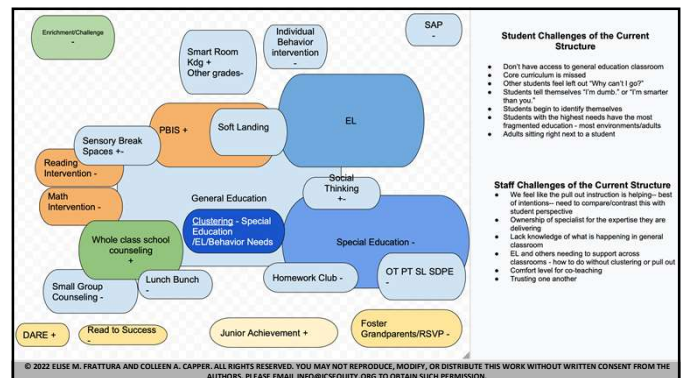 Enrichment/Challenge
-
Smart Room
Kdg +
Other grades-
Individual
Behavior
intervention
-
SAP
-
PBIS +
Soft Landing
EL
Sensory Break
Spaces +-
Reading
Intervention -
Math
Intervention -
Social
Thinking
+-
General Education
Clustering - Special
Education
/EL/Behavior Needs
Special Education -
Whole class school
counseling
+
Small Group
Counseling -
Lunch Bunch
-
Homework Club -
OT PT SL SDPE
-
DARE +
Read to Success
-
Junior Achievement +
Foster
Grandparents/RSVP -
Student Challenges of the Current
Structure
● Don't have access to general education classroom
● Core curriculum is missed
● Other students feel left out "Why can't I go?"
● Students tell themselves "I'm dumb." or "I'm smarter
than you."
● Students begin to identify themselves
● Students with the highest needs have the most
fragmented education - most environments/adults
● Adults sitting right next to a student
Staff Challenges of the Current Structure
● We feel like the pull out instruction is helping-- best
of intentions-- need to compare/contrast this with
student perspective
● Ownership of specialist for the expertise they are
delivering
● Lack knowledge of what is happening in general
classroom
● EL and others needing to support across
classrooms - how to do without clustering or pull out
● Comfort level for co-teaching
● Trusting one another
© 2022 ELISE M. FRATTURA AND COLLEEN A. CAPPER. ALL RIGHTS RESERVED. YOU MAY NOT REPRODUCE, MODIFY, OR DISTRIBUTE THIS WORK WITHOUT WRITTEN CONSENT FROM THE
AUTHORS. PLEASE EMAIL INFO@ICSEQUITY.ORG TO OBTAIN SUCH PERMISSION.